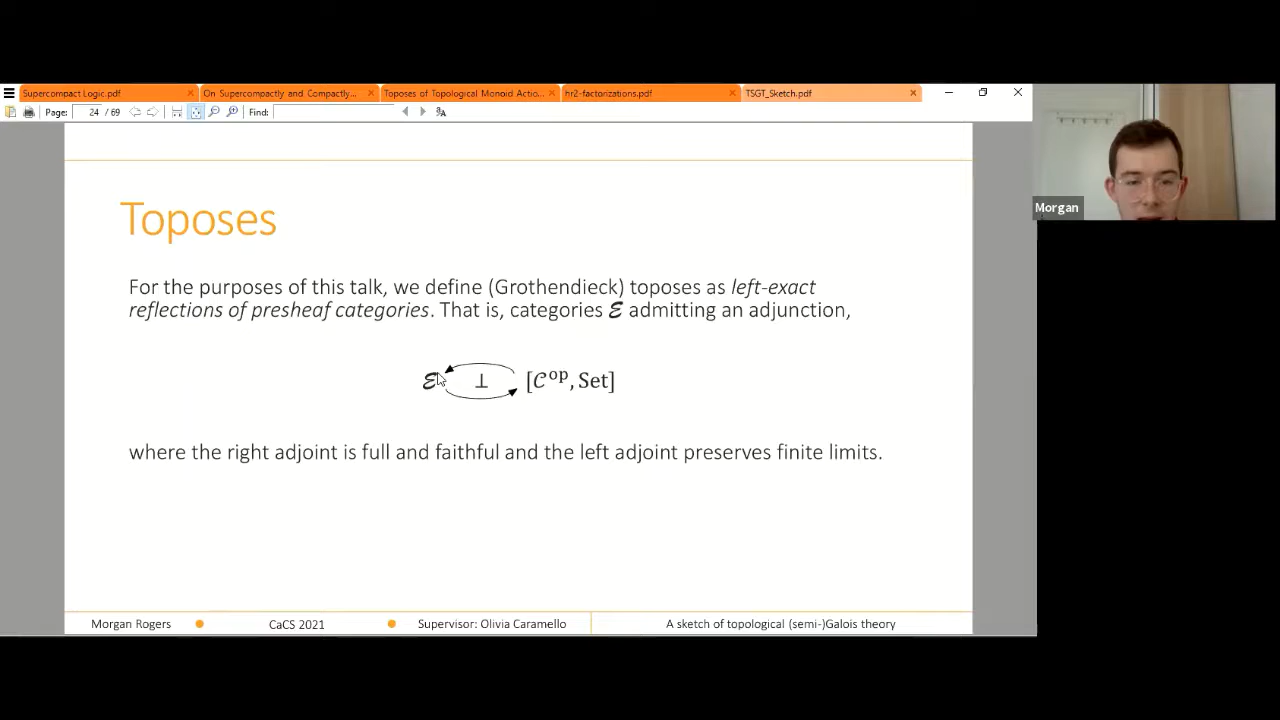 Supercompact Logic.pdf
On Supercompactly and Compactly...
Toposes of Topological Monoid Actio...
hr2-factorizations.pdf
TSGT_Sketch.pdf
Page: 24 / 69
Find:
Morgan
Toposes
For the purposes of this talk, we define (Grothendieck) toposes as left-exact
reflections of presheaf categories. That is, categories ℰ admitting an adjunction,
ℰ ⊥ [𝒞^op, Set]
where the right adjoint is full and faithful and the left adjoint preserves finite limits.
Morgan Rogers
CaCS 2021
Supervisor: Olivia Caramello
A sketch of topological (semi-)Galois theory